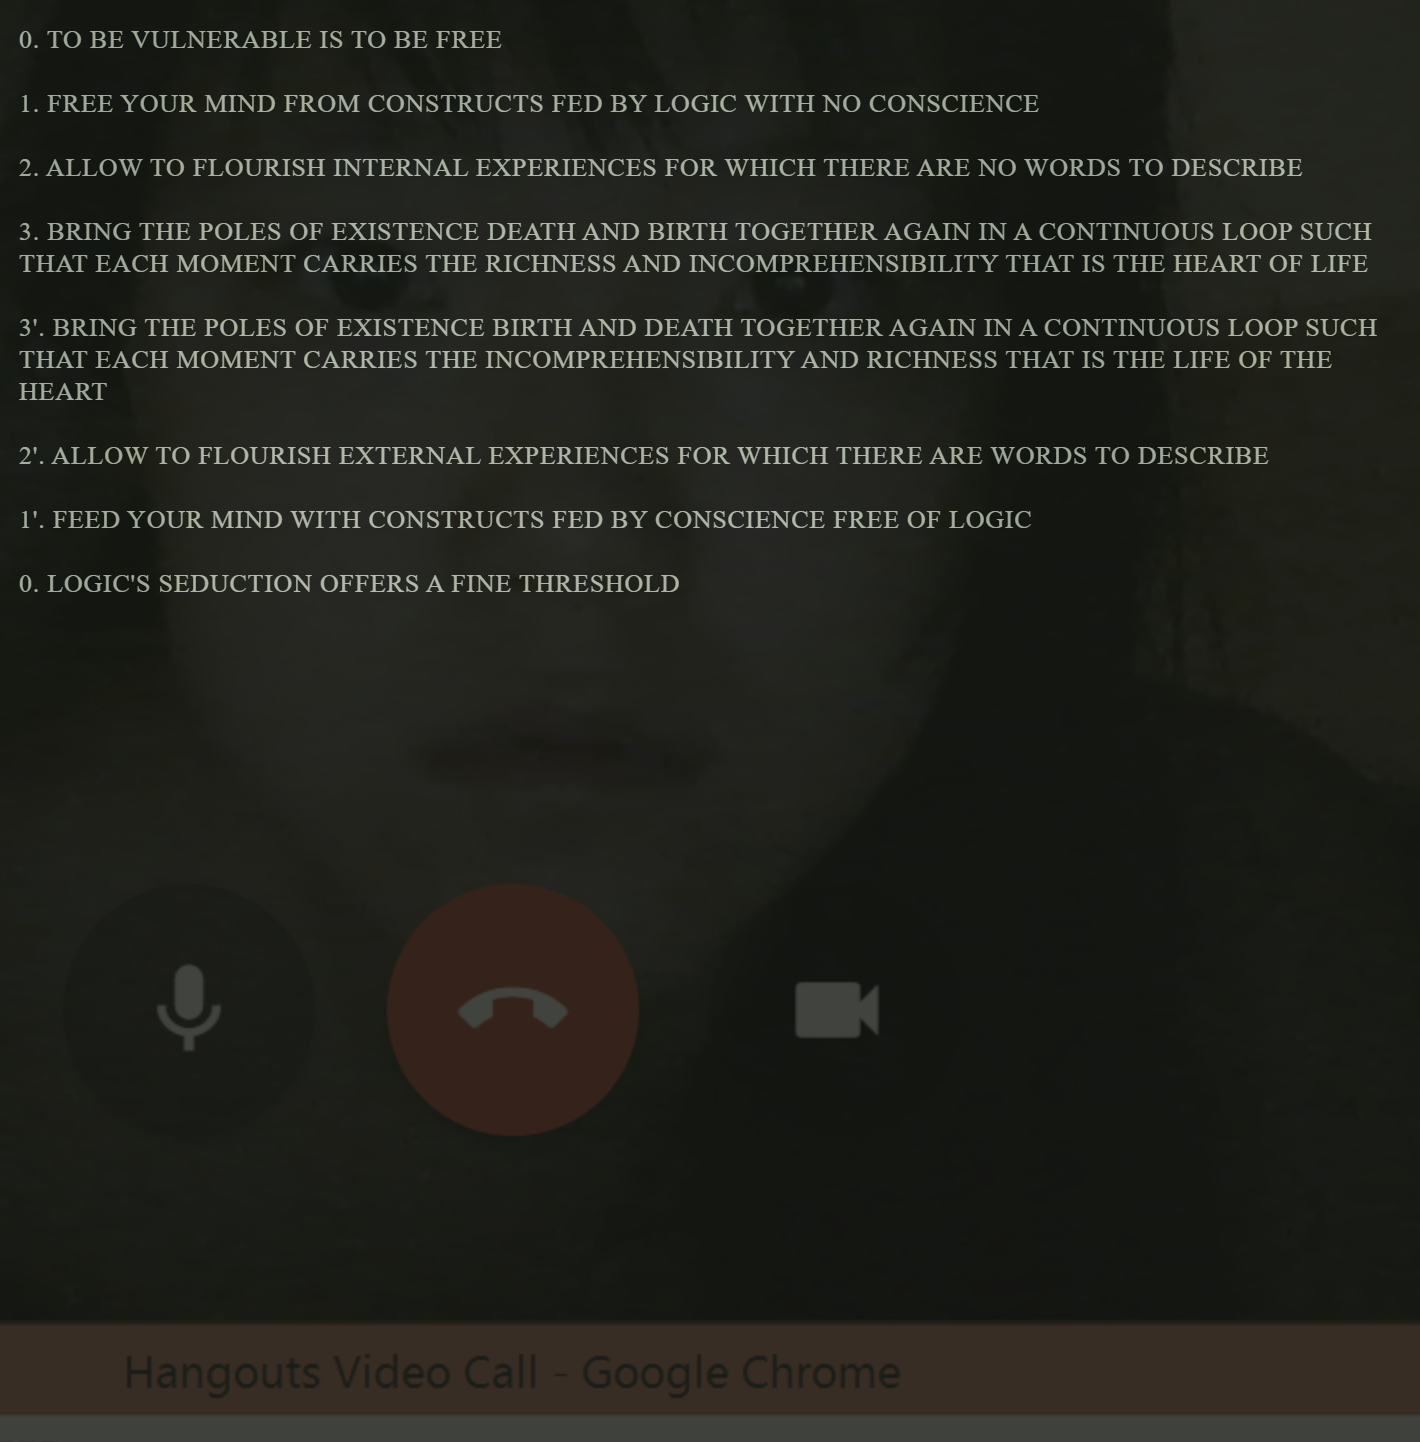 0. TO BE VULNERABLE IS TO BE FREE
1. FREE YOUR MIND FROM CONSTRUCTS FED BY LOGIC WITH NO CONSCIENCE
2. ALLOW TO FLOURISH INTERNAL EXPERIENCES FOR WHICH THERE ARE NO WORDS TO DESCRIBE
3. BRING THE POLES OF EXISTENCE DEATH AND BIRTH TOGETHER AGAIN IN A CONTINUOUS LOOP SUCH
THAT EACH MOMENT CARRIES THE RICHNESS AND INCOMPREHENSIBILITY THAT IS THE HEART OF LIFE
3'. BRING THE POLES OF EXISTENCE BIRTH AND DEATH TOGETHER AGAIN IN A CONTINUOUS LOOP SUCH
THAT EACH MOMENT CARRIES THE INCOMPREHENSIBILITY AND RICHNESS THAT IS THE LIFE OF THE
HEART
2'. ALLOW TO FLOURISH EXTERNAL EXPERIENCES FOR WHICH THERE ARE WORDS TO DESCRIBE
1'. FEED YOUR MIND WITH CONSTRUCTS FED BY CONSCIENCE FREE OF LOGIC
0. LOGIC'S SEDUCTION OFFERS A FINE THRESHOLD
Hangouts Video Call - Google Chrome